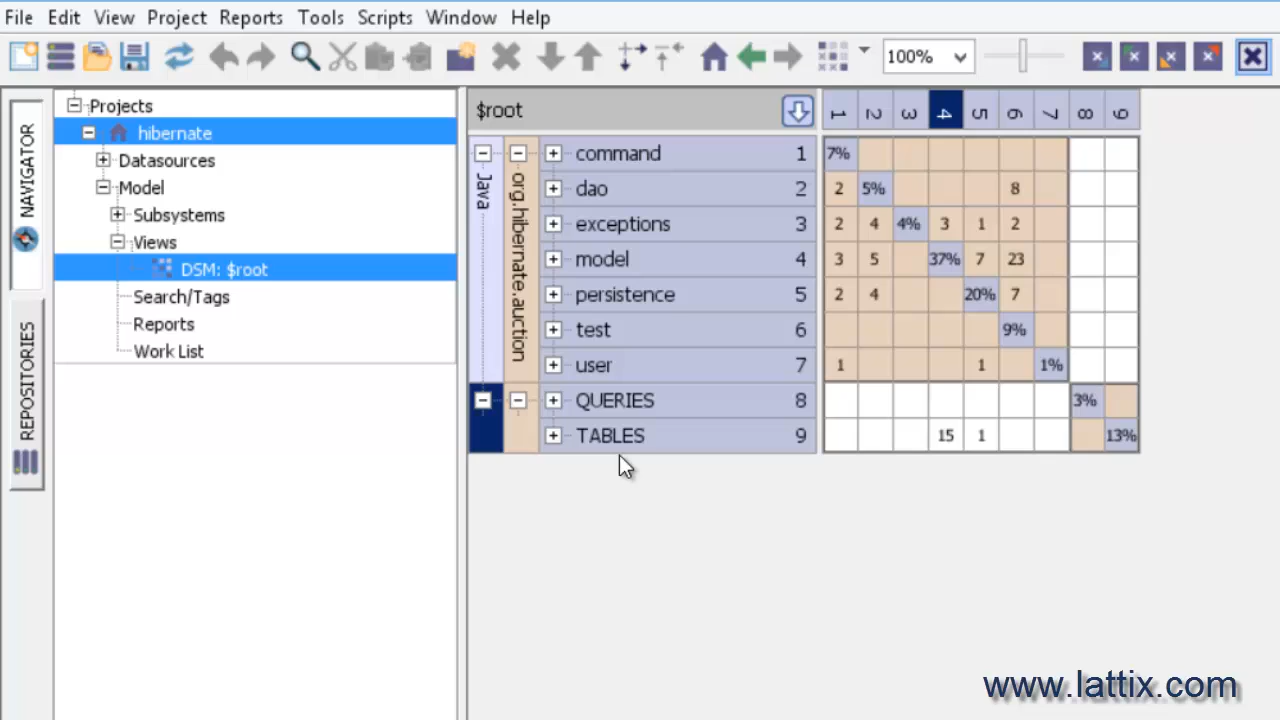 File Edit View Project Reports Tools Scripts Window Help
100%
NAVIGATOR
REPOSITORIES
Projects
hibernate
Datasources
Model
Subsystems
Views
DSM: $root
Search/Tags
Reports
Work List
$root
1 2 3 4 5 6 7 8 9
Java
org.hibernate.auction
command 1 7%
dao 2 2 5% 8
exceptions 3 2 4 4% 3 1 2
model 4 3 5 37% 7 23
persistence 5 2 4 20% 7
test 6 9%
user 7 1 1 1%
QUERIES 8 3%
TABLES 9 15 1 13%
www.lattix.com